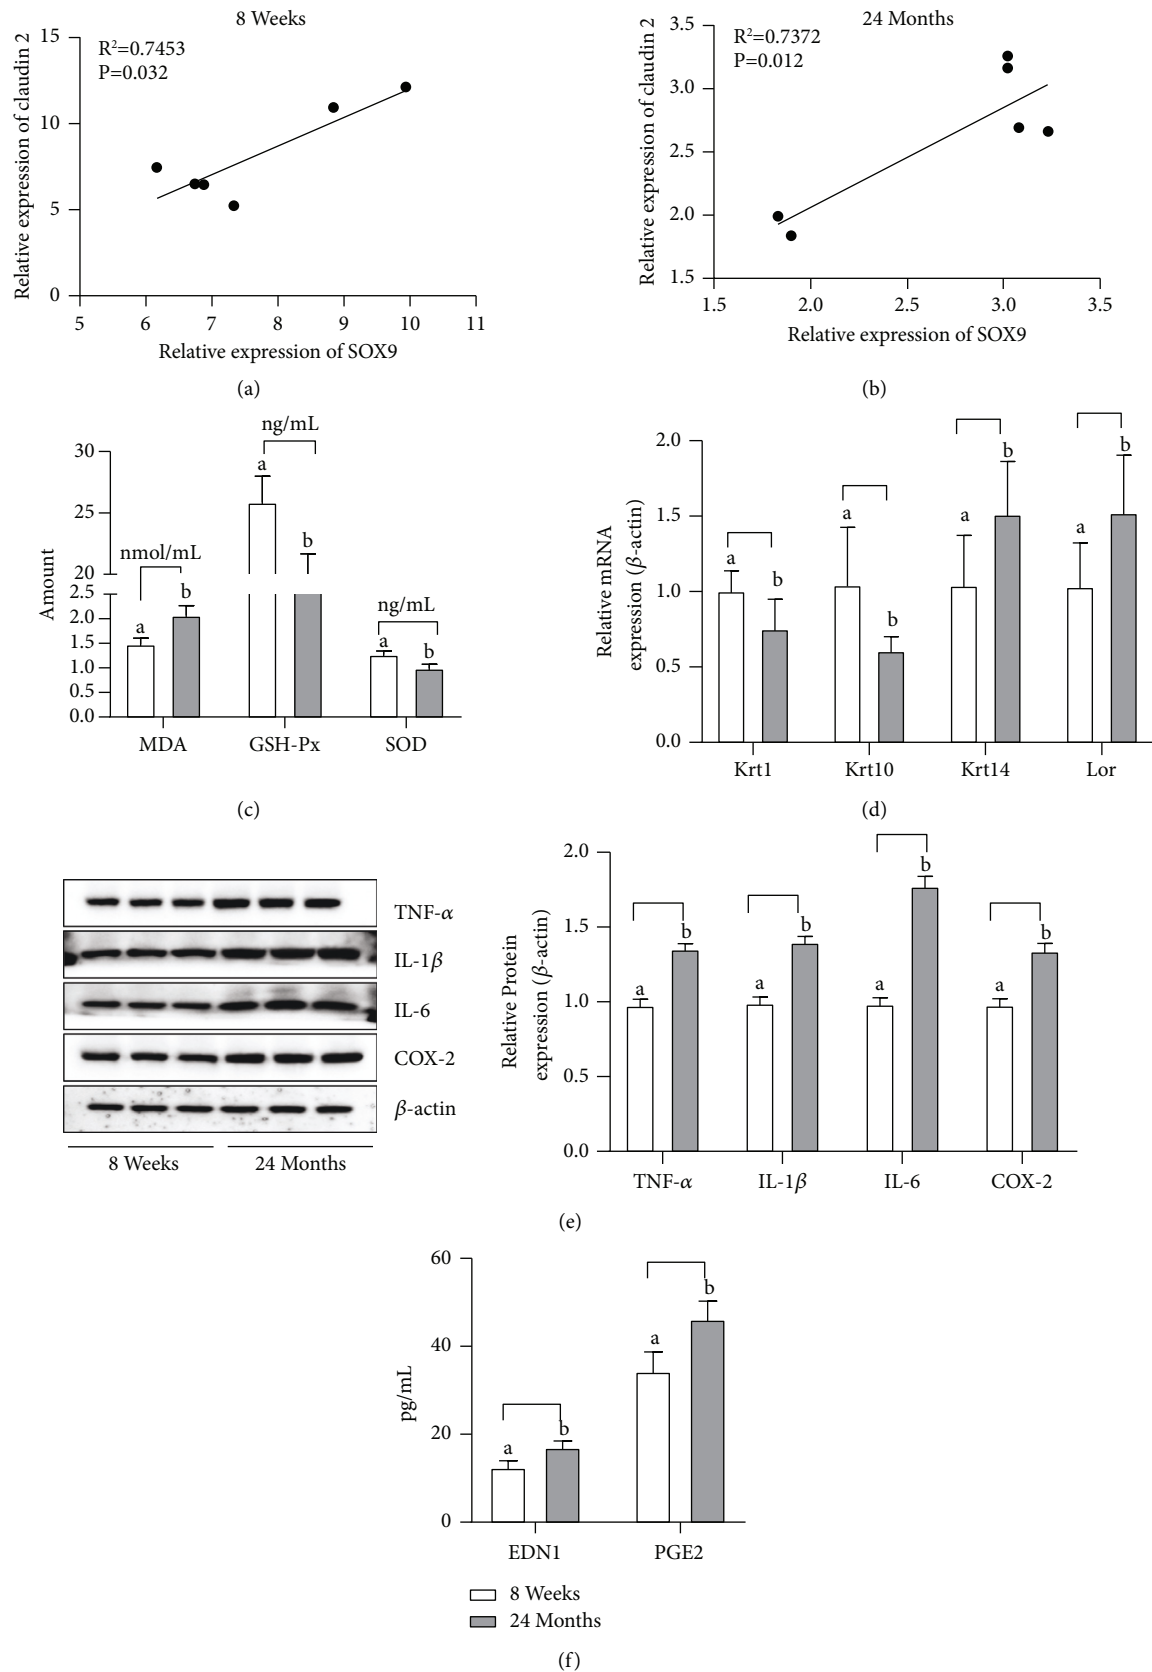 8 Weeks
R²=0.7453
P=0.032
Relative expression of claudin 2
15
10
5
0
5 6 7 8 9 10 11
Relative expression of SOX9
(a)
24 Months
R²=0.7372
P=0.012
Relative expression of claudin 2
3.5
3.0
2.5
2.0
1.5
1.5 2.0 2.5 3.0 3.5
Relative expression of SOX9
(b)
Amount
30
25
20
2.5
2.0
1.5
1.0
0.5
0.0
nmol/mL
a b
ng/mL
a b
ng/mL
a b
MDA GSH-Px SOD
(c)
Relative mRNA
expression (β-actin)
2.0
1.5
1.0
0.5
0.0
a b a b a b a b
Krt1 Krt10 Krt14 Lor
(d)
TNF-α
IL-1β
IL-6
COX-2
β-actin
8 Weeks 24 Months
Relative Protein
expression (β-actin)
2.0
1.5
1.0
0.5
0.0
a b a b a b a b
TNF-α IL-1β IL-6 COX-2
(e)
pg/mL
60
40
20
0
a b a b
EDN1 PGE2
8 Weeks
24 Months
(f)